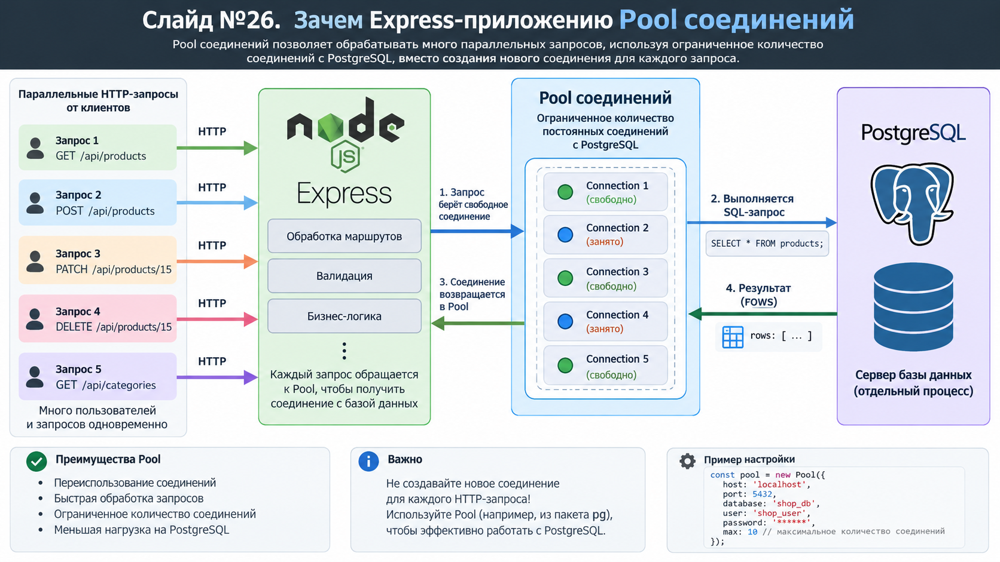 Слайд №26. Зачем Express-приложению Pool соединений
Pool соединений позволяет обрабатывать много параллельных запросов, используя ограниченное количество
соединений с PostgreSQL, вместо создания нового соединения для каждого запроса.
Параллельные HTTP-запросы
от клиентов
Запрос 1
GET /api/products
Запрос 2
POST /api/products
Запрос 3
PATCH /api/products/15
Запрос 4
DELETE /api/products/15
Запрос 5
GET /api/categories
Много пользователей
и запросов одновременно
HTTP
HTTP
HTTP
HTTP
HTTP
node
JS
Express
Обработка маршрутов
Валидация
Бизнес-логика
Каждый запрос обращается
к Pool, чтобы получить
соединение с базой данных
1. Запрос
берёт свободное
соединение
3. Соединение
возвращается
в Pool
Pool соединений
Ограниченное количество
постоянных соединений
с PostgreSQL
Connection 1
(свободно)
Connection 2
(занято)
Connection 3
(свободно)
Connection 4
(занято)
Connection 5
(свободно)
2. Выполняется
SQL-запрос
SELECT * FROM products;
4. Результат
(FOWS)
rows: [ ... ]
PostgreSQL
Сервер базы данных
(отдельный процесс)
Преимущества Pool
• Переиспользование соединений
• Быстрая обработка запросов
• Ограниченное количество соединений
• Меньшая нагрузка на PostgreSQL
Важно
Не создавайте новое соединение
для каждого HTTP-запроса!
Используйте Pool (например, из пакета pg),
чтобы эффективно работать с PostgreSQL.
Пример настройки
const pool = new Pool({
host: 'localhost',
port: 5432,
database: 'shop_db',
user: 'shop_user',
password: '******',
max: 10 // максимальное количество соединений
});